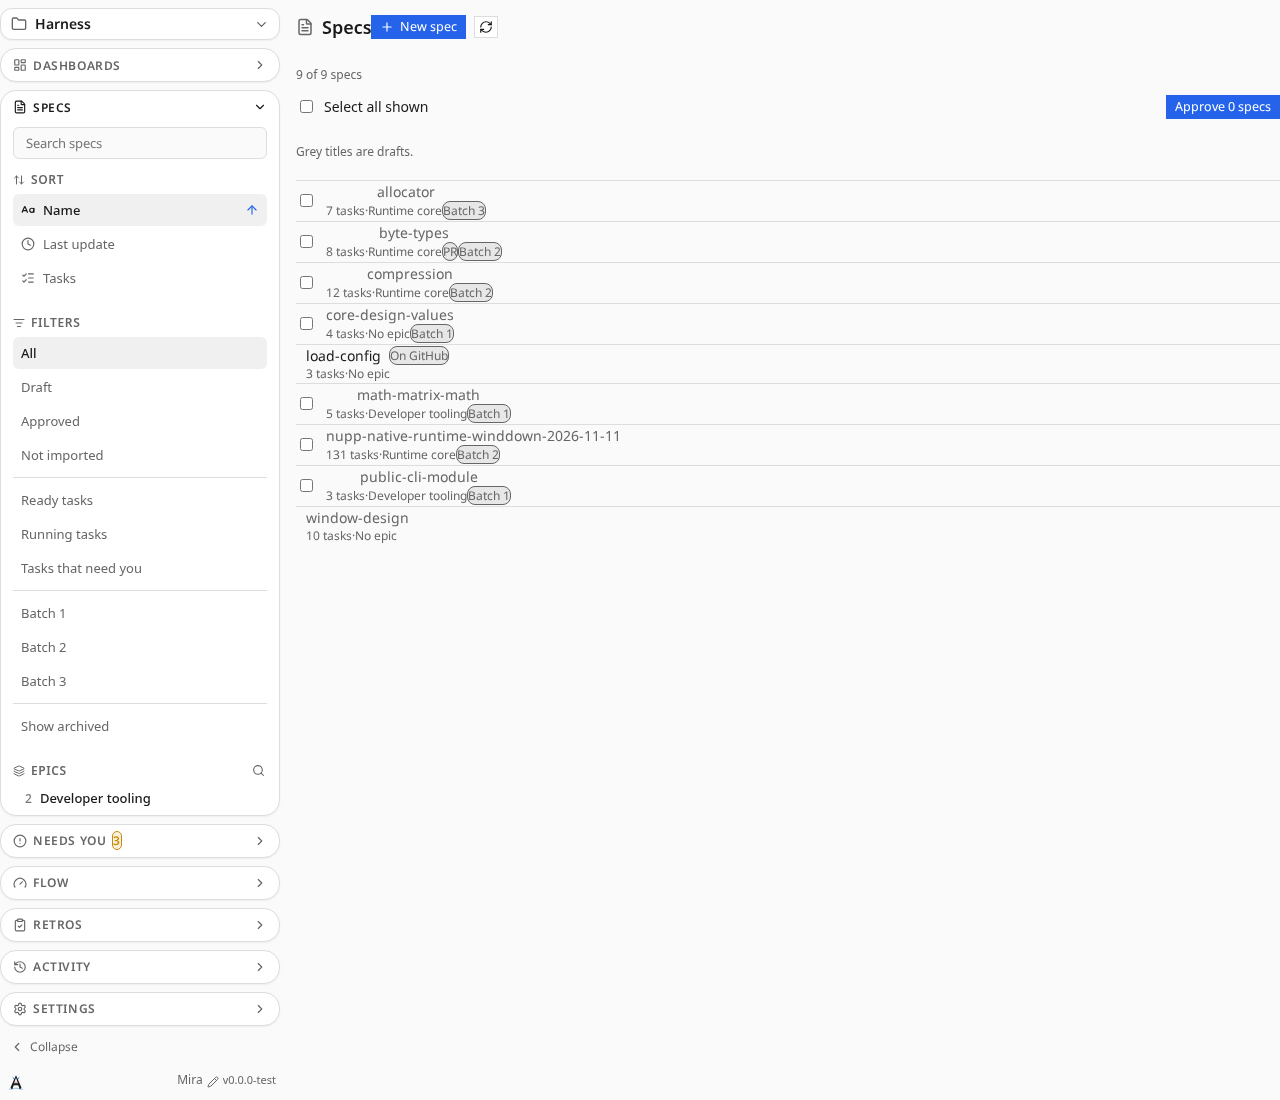 Harness
DASHBOARDS
SPECS
Search specs
SORT
Aa Name
Last update
Tasks
FILTERS
All
Draft
Approved
Not imported
Ready tasks
Running tasks
Tasks that need you
Batch 1
Batch 2
Batch 3
Show archived
EPICS
2 Developer tooling
NEEDS YOU 3
FLOW
RETROS
ACTIVITY
SETTINGS
Collapse
A
Mira v0.0.0-test
Specs
New spec
9 of 9 specs
Select all shown
Approve 0 specs
Grey titles are drafts.
allocator
7 tasks·Runtime core Batch 3
byte-types
8 tasks·Runtime core PR Batch 2
compression
12 tasks·Runtime core Batch 2
core-design-values
4 tasks·No epic Batch 1
load-config On GitHub
3 tasks·No epic
math-matrix-math
5 tasks·Developer tooling Batch 1
nupp-native-runtime-winddown-2026-11-11
131 tasks·Runtime core Batch 2
public-cli-module
3 tasks·Developer tooling Batch 1
window-design
10 tasks·No epic